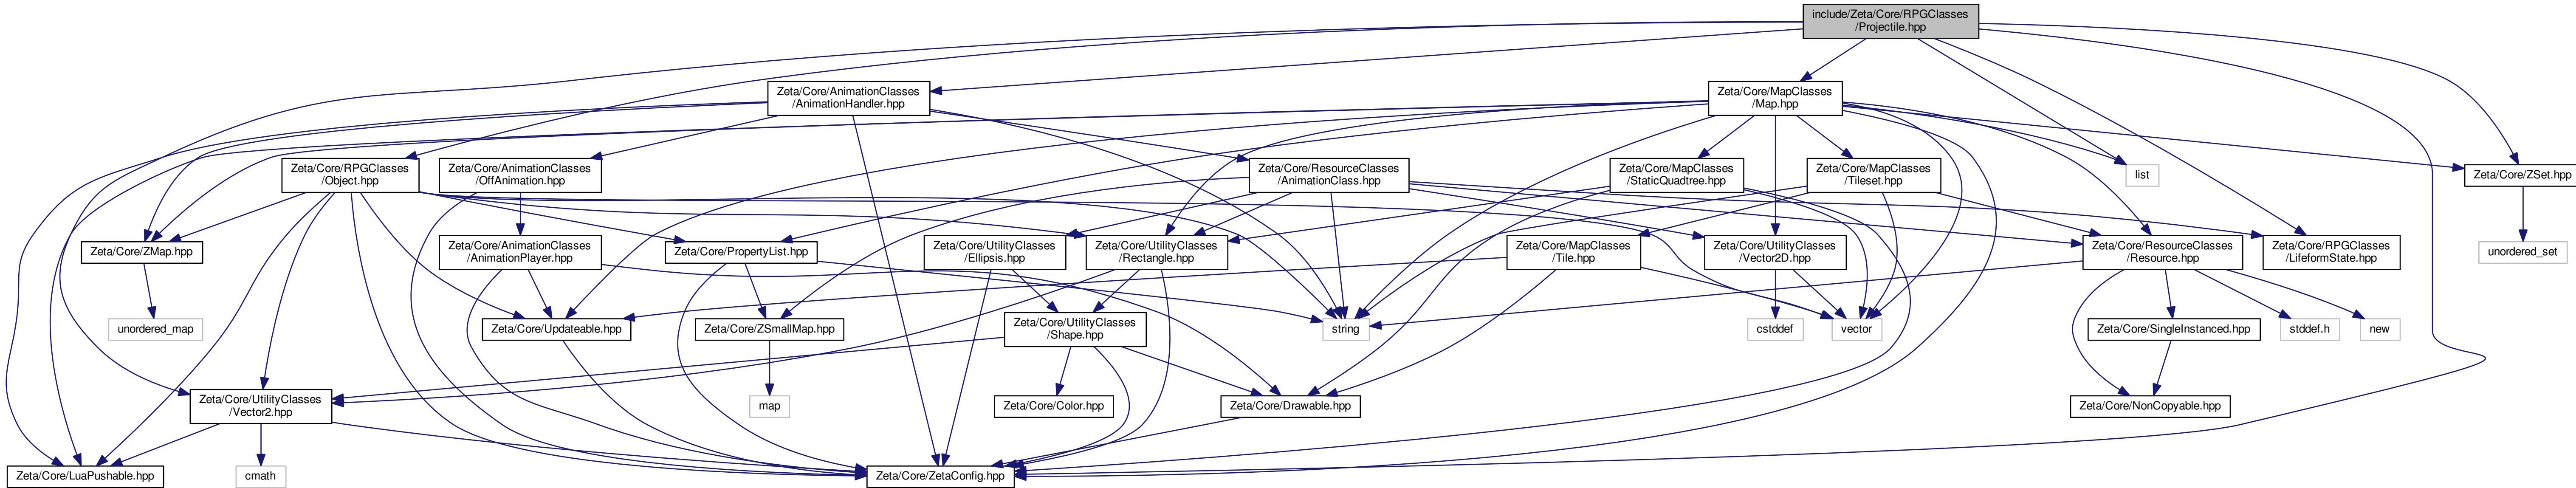 include/Zeta/Core/RPGClasses
/Projectile.hpp
Zeta/Core/AnimationClasses
/AnimationHandler.hpp
Zeta/Core/MapClasses
/Map.hpp
Zeta/Core/RPGClasses
/Object.hpp
Zeta/Core/AnimationClasses
/OffAnimation.hpp
Zeta/Core/ResourceClasses
/AnimationClass.hpp
Zeta/Core/MapClasses
/StaticQuadtree.hpp
Zeta/Core/MapClasses
/Tileset.hpp
list
Zeta/Core/ZSet.hpp
Zeta/Core/ZMap.hpp
Zeta/Core/AnimationClasses
/AnimationPlayer.hpp
Zeta/Core/PropertyList.hpp
Zeta/Core/UtilityClasses
/Ellipsis.hpp
Zeta/Core/UtilityClasses
/Rectangle.hpp
Zeta/Core/MapClasses
/Tile.hpp
Zeta/Core/UtilityClasses
/Vector2D.hpp
Zeta/Core/ResourceClasses
/Resource.hpp
Zeta/Core/RPGClasses
/LifeformState.hpp
unordered_set
unordered_map
Zeta/Core/Updateable.hpp
Zeta/Core/ZSmallMap.hpp
Zeta/Core/UtilityClasses
/Shape.hpp
string
cstddef
vector
Zeta/Core/SingleInstanced.hpp
stddef.h
new
Zeta/Core/UtilityClasses
/Vector2.hpp
map
Zeta/Core/Color.hpp
Zeta/Core/Drawable.hpp
Zeta/Core/NonCopyable.hpp
Zeta/Core/LuaPushable.hpp
cmath
Zeta/Core/ZetaConfig.hpp